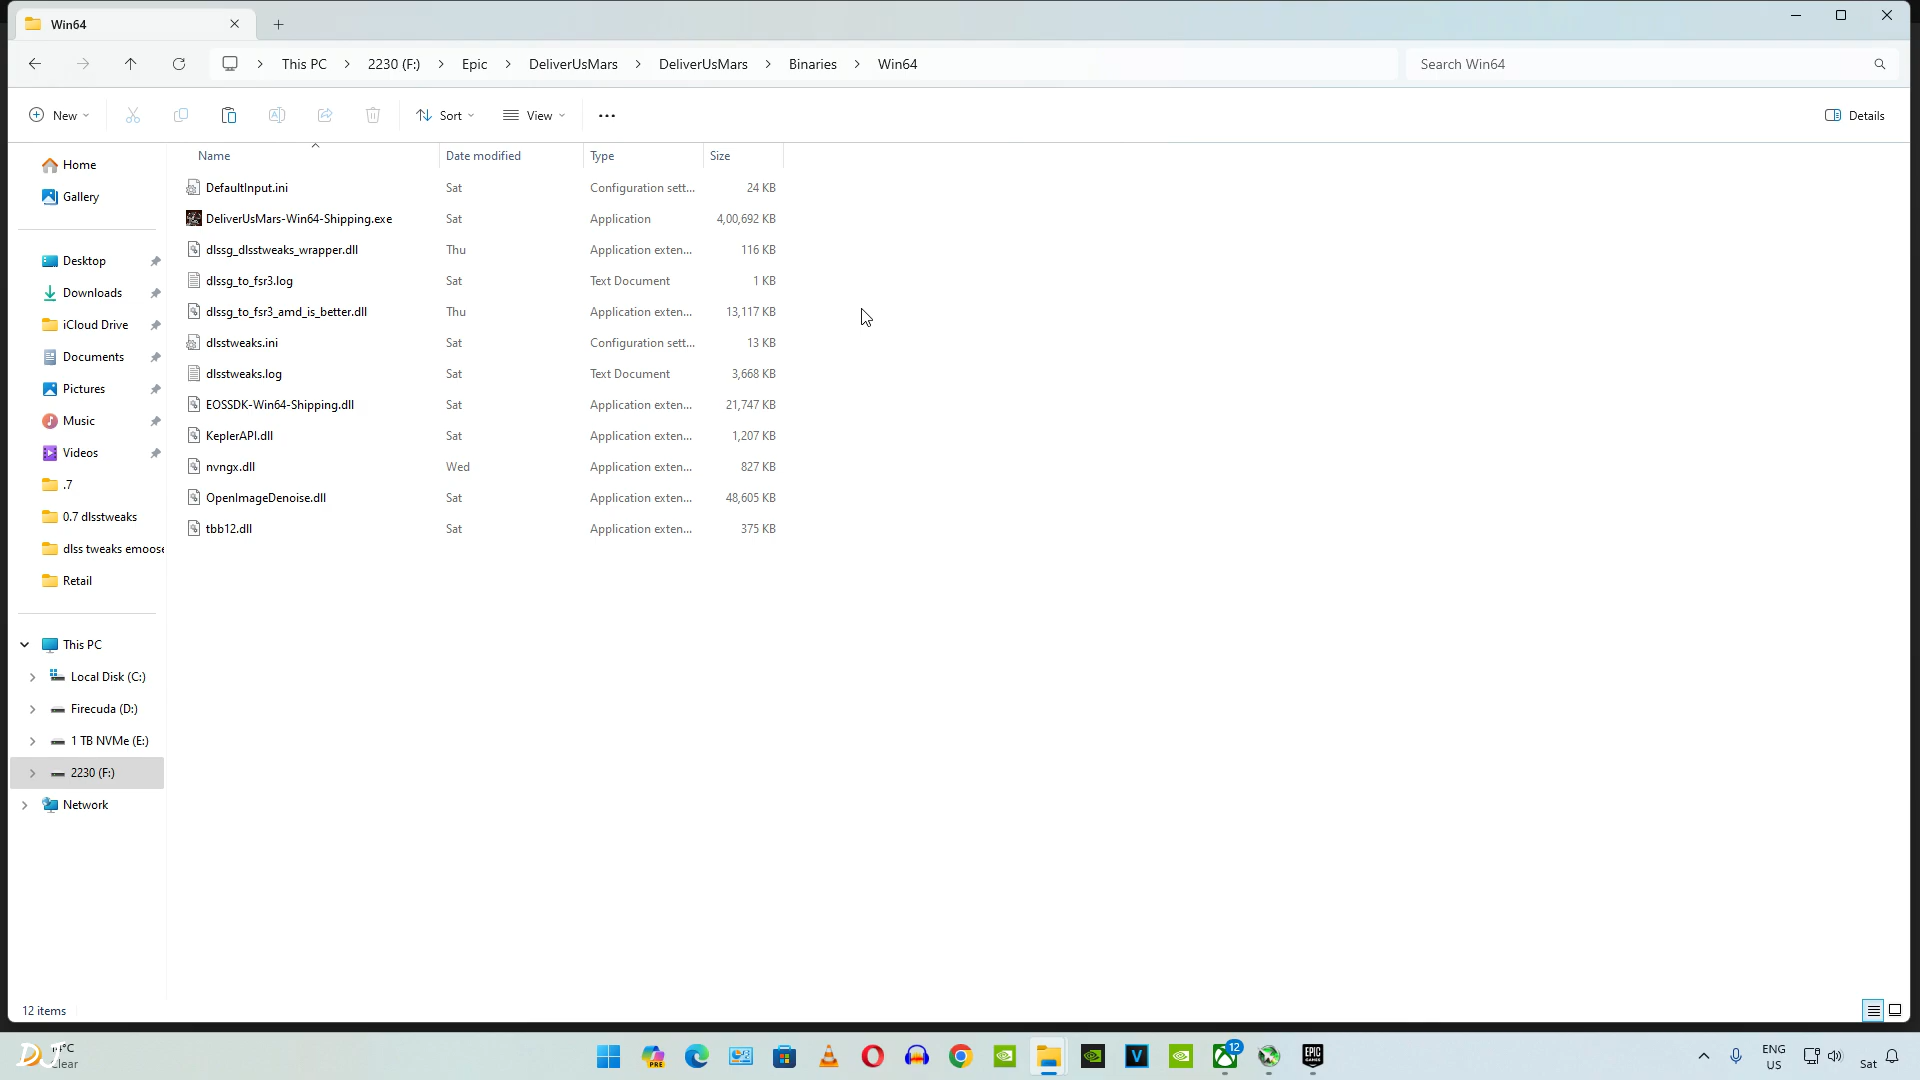 Win64
This PC
2230 (F:)
Epic
DeliverUsMars
DeliverUsMars
Binaries
Win64
Search Win64
New
Sort
View
Details
Home
Gallery
Desktop
Downloads
iCloud Drive
Documents
Pictures
Music
Videos
.7
0.7 dlsstweaks
dlss tweaks emoose
Retail
This PC
Local Disk (C:)
Firecuda (D:)
1 TB NVMe (E:)
2230 (F:)
Network
Name Date modified Type Size
DefaultInput.ini Sat Configuration sett... 24 KB
DeliverUsMars-Win64-Shipping.exe Sat Application 4,00,692 KB
dlssg_dlsstweaks_wrapper.dll Thu Application exten... 116 KB
dlssg_to_fsr3.log Sat Text Document 1 KB
dlssg_to_fsr3_amd_is_better.dll Thu Application exten... 13,117 KB
dlsstweaks.ini Sat Configuration sett... 13 KB
dlsstweaks.log Sat Text Document 3,668 KB
EOSSDK-Win64-Shipping.dll Sat Application exten... 21,747 KB
KeplerAPI.dll Sat Application exten... 1,207 KB
nvngx.dll Wed Application exten... 827 KB
OpenImageDenoise.dll Sat Application exten... 48,605 KB
tbb12.dll Sat Application exten... 375 KB
12 items
PRE
V
12
EPIC
GAMES
ENG
US
Sat